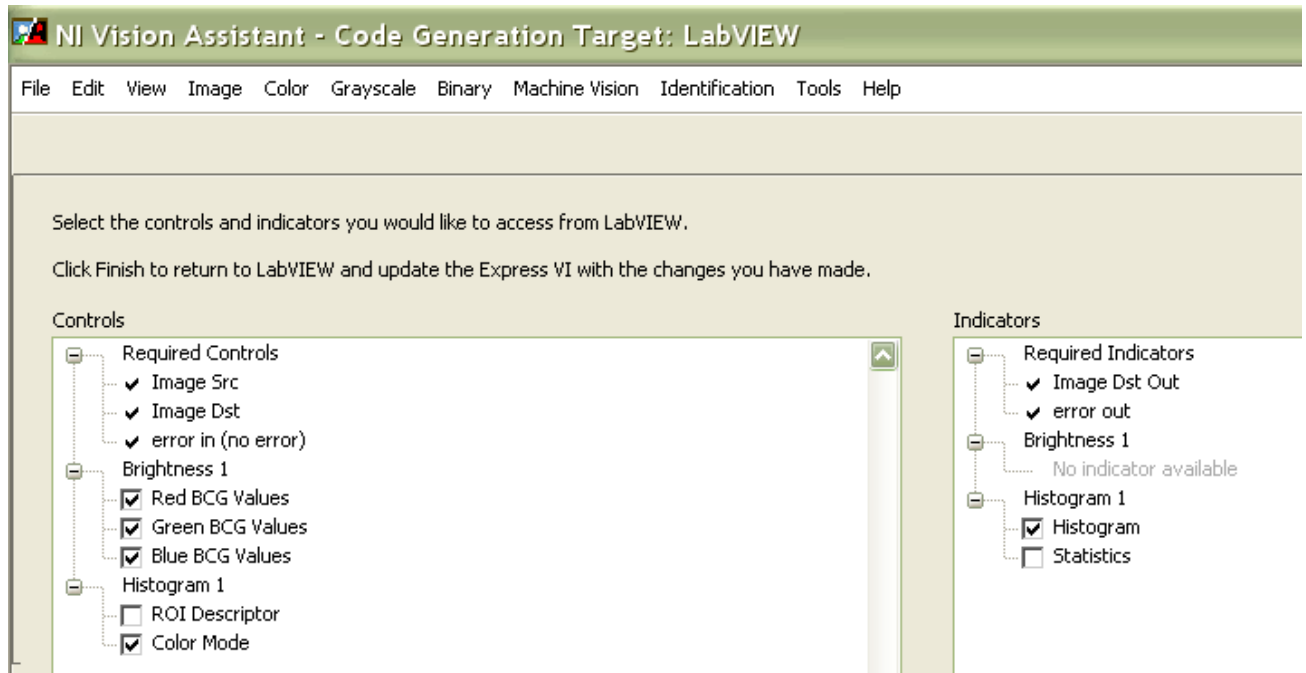 NI Vision Assistant - Code Generation Target: LabVIEW
File Edit View Image Color Grayscale Binary Machine Vision Identification Tools Help
Select the controls and indicators you would like to access from LabVIEW.
Click Finish to return to LabVIEW and update the Express VI with the changes you have made.
Controls
Required Controls
Image Src
Image Dst
error in (no error)
Brightness 1
Red BCG Values
Green BCG Values
Blue BCG Values
Histogram 1
ROI Descriptor
Color Mode
Indicators
Required Indicators
Image Dst Out
error out
Brightness 1
No indicator available
Histogram 1
Histogram
Statistics